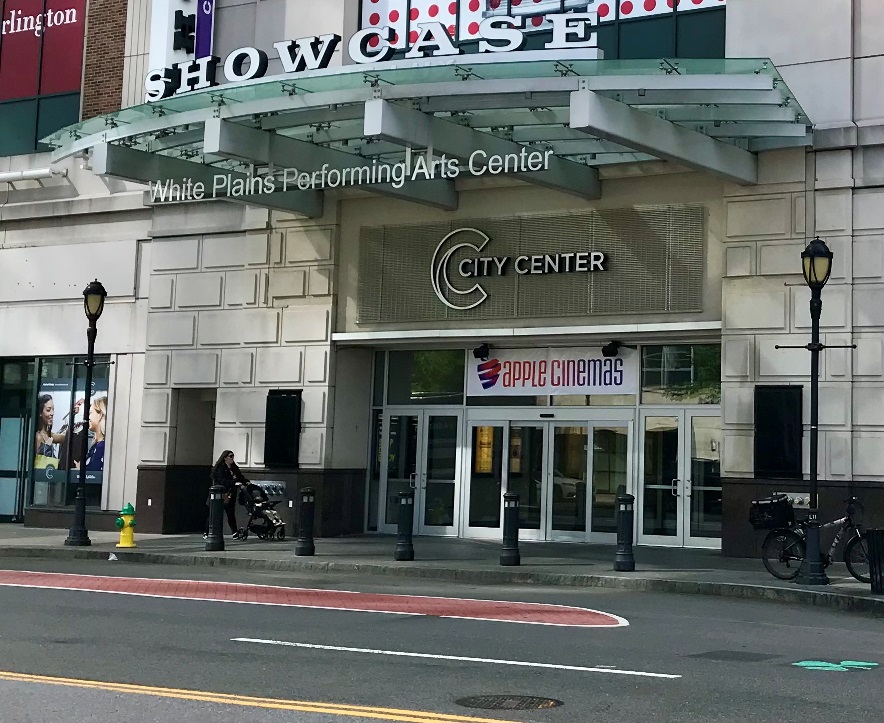 rlington
SHOWCASE
White Plains Performing Arts Center
CITY CENTER
APPLE CINEMAS